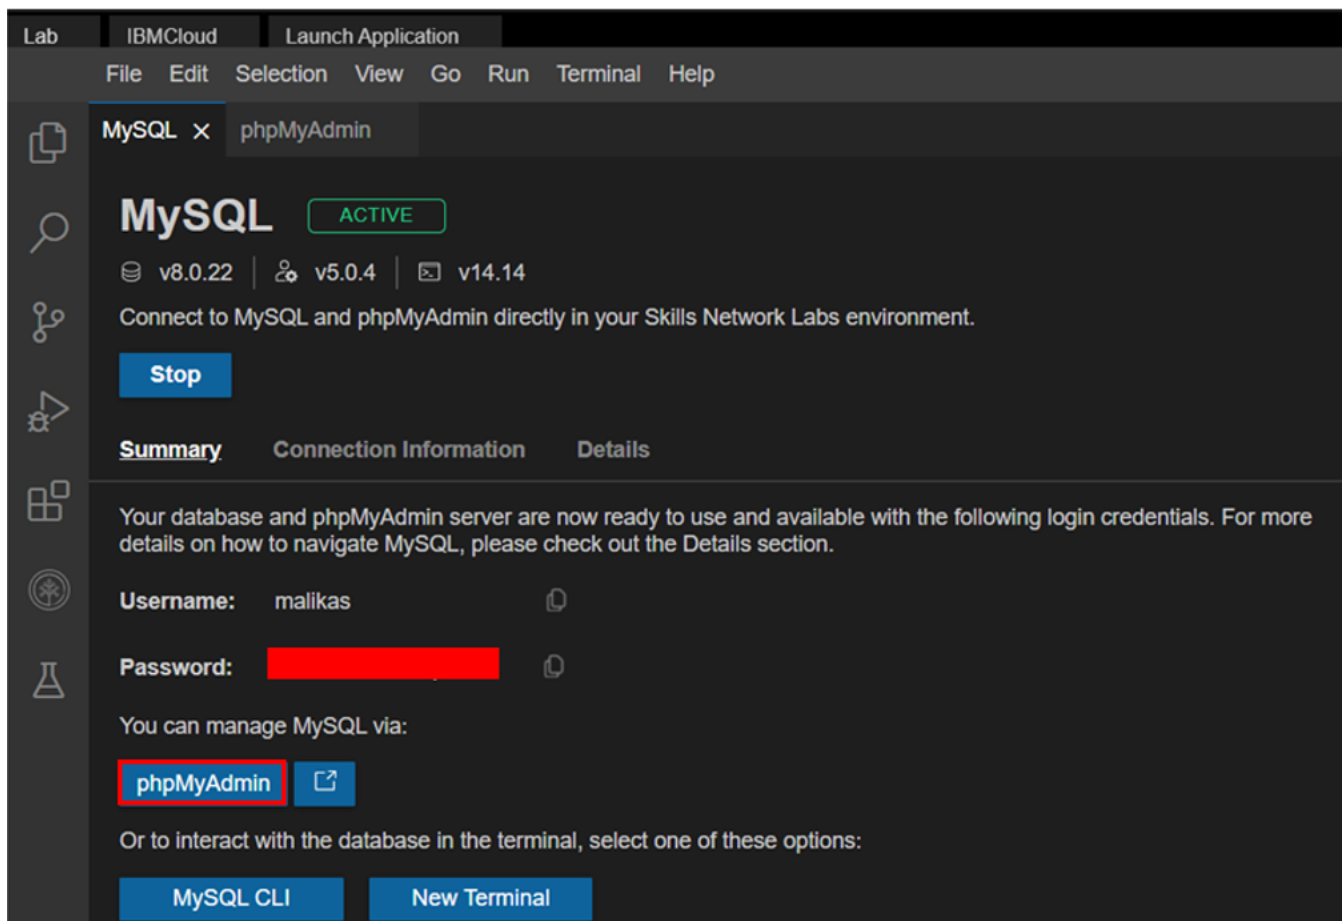 Lab IBMCloud Launch Application
File Edit Selection View Go Run Terminal Help
MySQL phpMyAdmin
MySQL ACTIVE
v8.0.22 v5.0.4 v14.14
Connect to MySQL and phpMyAdmin directly in your Skills Network Labs environment.
Stop
Summary Connection Information Details
Your database and phpMyAdmin server are now ready to use and available with the following login credentials. For more
details on how to navigate MySQL, please check out the Details section.
Username: malikas
Password:
You can manage MySQL via:
phpMyAdmin
Or to interact with the database in the terminal, select one of these options:
MySQL CLI New Terminal